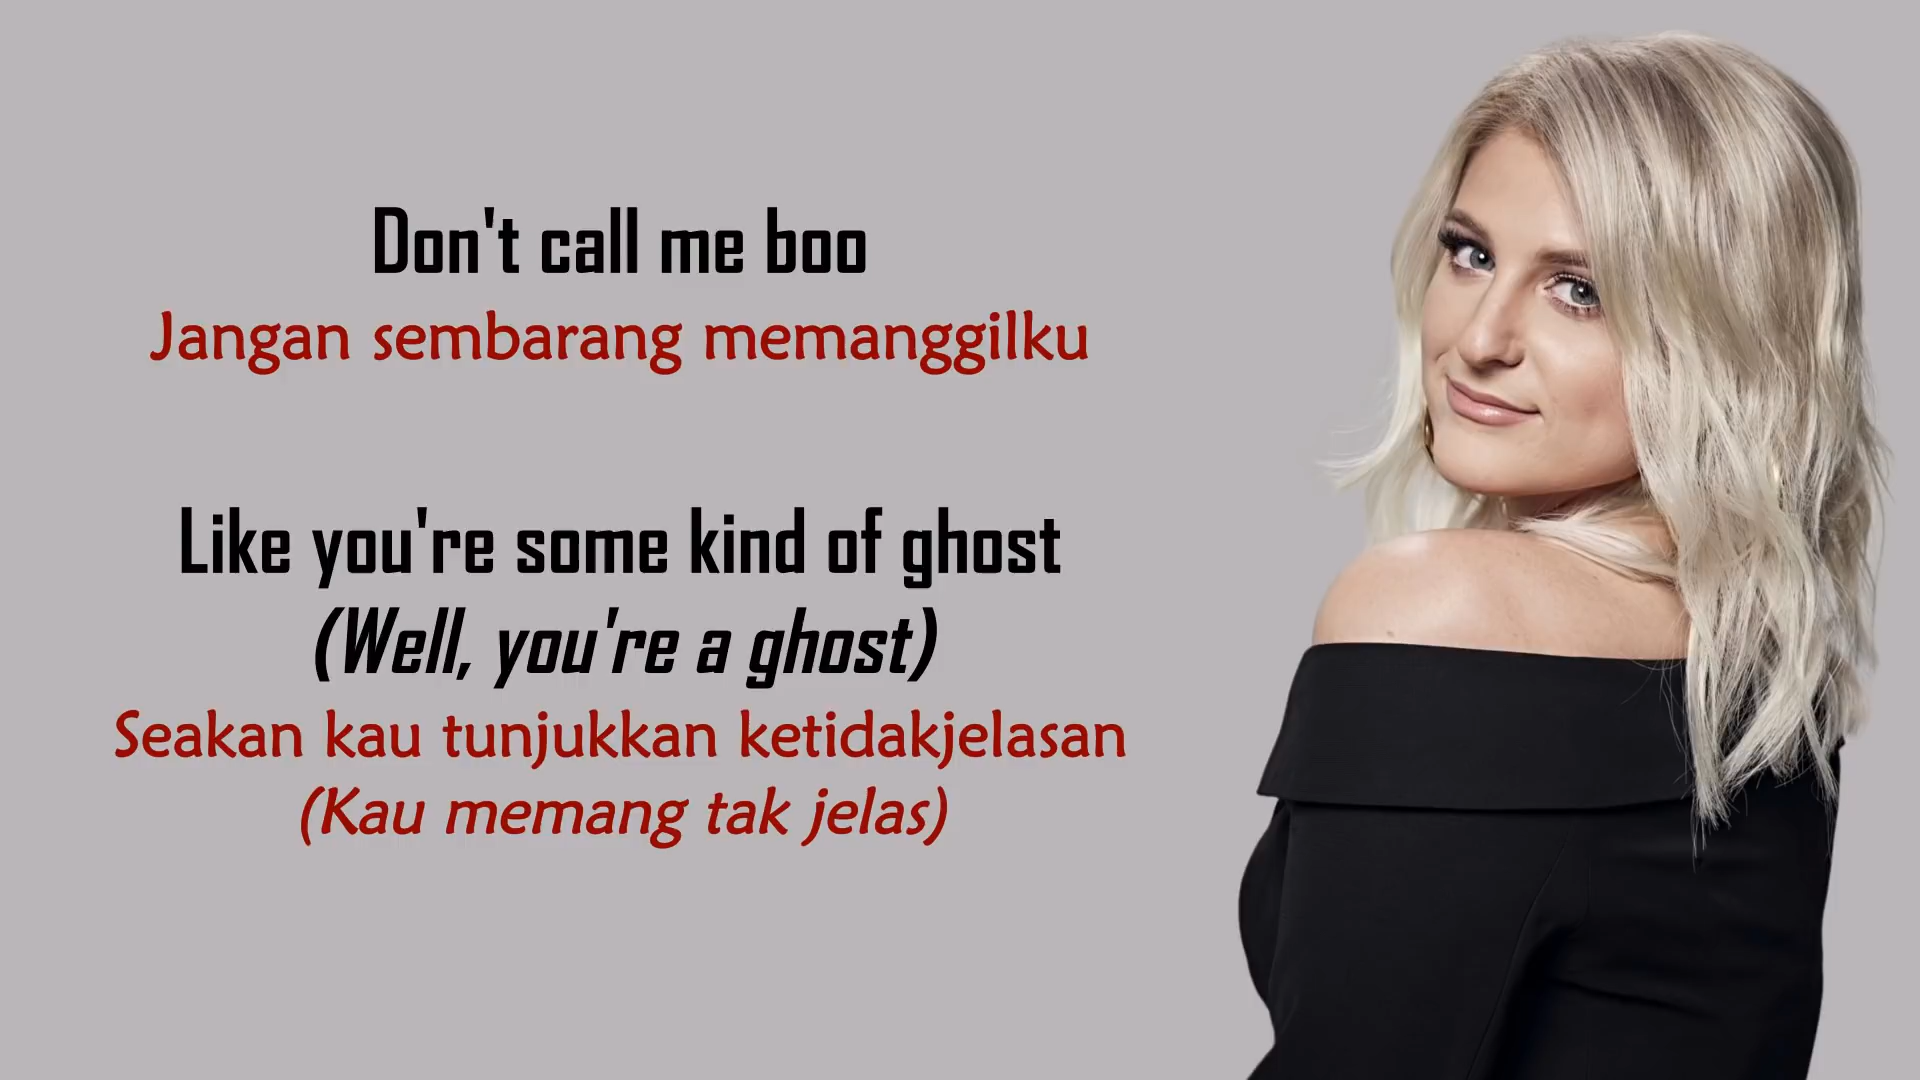 Don't call me boo
Jangan sembarang memanggilku
Like you're some kind of ghost
(Well, you're a ghost)
Seakan kau tunjukkan ketidakjelasan
(Kau memang tak jelas)